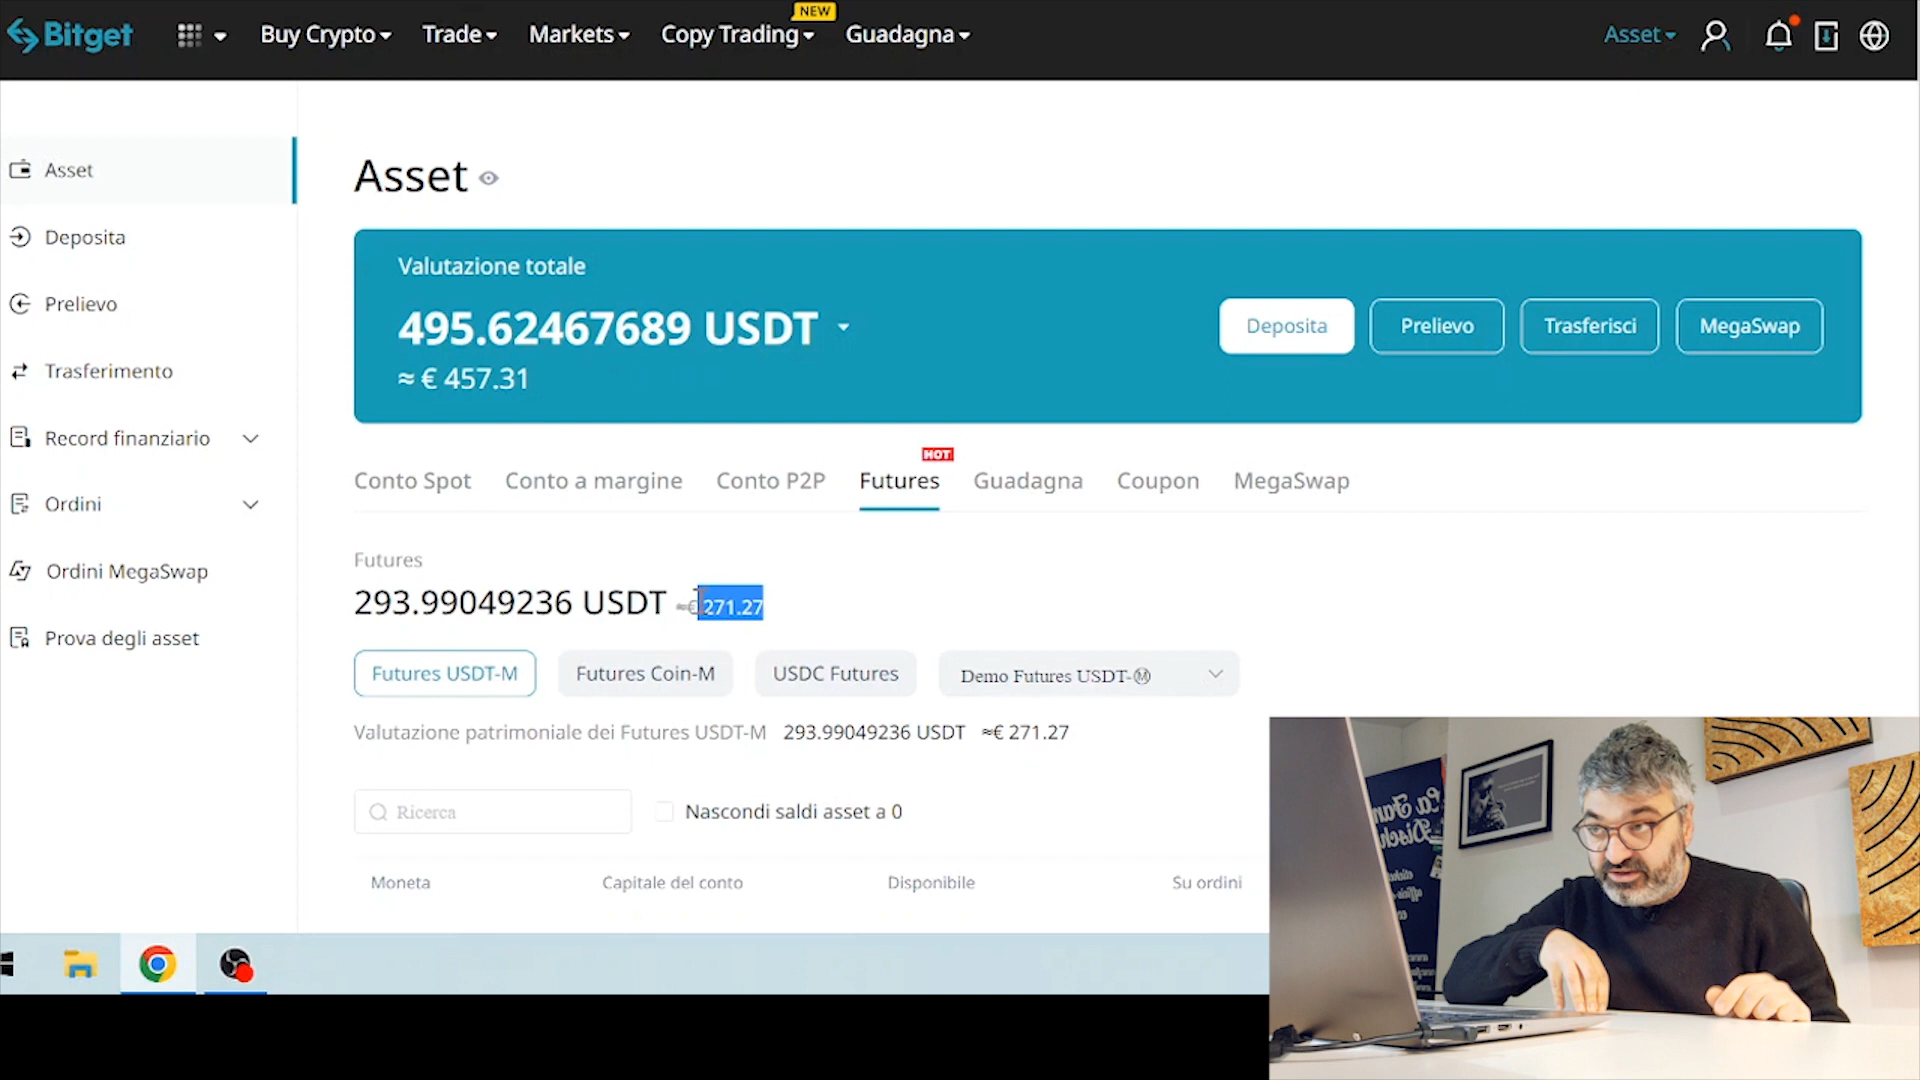 Bitget
Buy Crypto
Trade
Markets
Copy Trading
NEW
Guadagna
Asset
Asset
Deposita
Prelievo
Trasferimento
Record finanziario
Ordini
Ordini MegaSwap
Prova degli asset
Asset
Valutazione totale
495.62467689 USDT
≈ € 457.31
Deposita
Prelievo
Trasferisci
MegaSwap
Conto Spot
Conto a margine
Conto P2P
Futures
HOT
Guadagna
Coupon
MegaSwap
Futures
293.99049236 USDT ≈€ 271.27
Futures USDT-M
Futures Coin-M
USDC Futures
Demo Futures USDT-Ⓜ
Valutazione patrimoniale dei Futures USDT-M 293.99049236 USDT ≈€ 271.27
Ricerca
Nascondi saldi asset a 0
Moneta
Capitale del conto
Disponibile
Su ordini